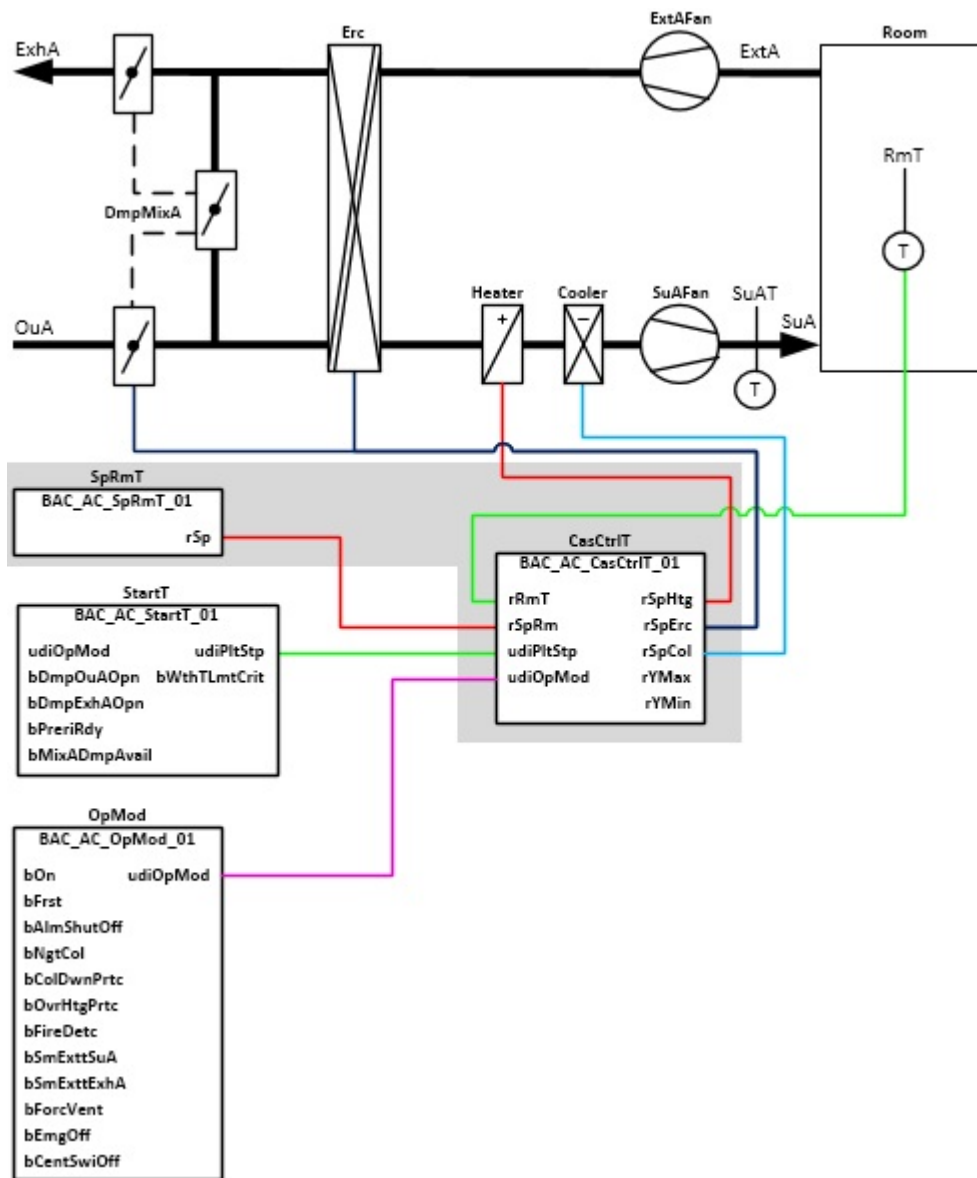 Erc
ExtAFan
Room
ExhA
ExtA
RmT
DmpMixA
T
Heater
Cooler
SuAFan
SuAT
SuA
OuA
+
−
T
SpRmT
BAC_AC_SpRmT_01
rSp
CasCtrlT
BAC_AC_CasCtrlT_01
rRmT rSpHtg
rSpRm rSpErc
udiPltStp rSpCol
udiOpMod rYMax
rYMin
StartT
BAC_AC_StartT_01
udiOpMod udiPltStp
bDmpOuAOpn bWthTLmtCrit
bDmpExhAOpn
bPreriRdy
bMixADmpAvail
OpMod
BAC_AC_OpMod_01
bOn udiOpMod
bFrst
bAlmShutOff
bNgtCol
bColDwnPrtc
bOvrHtgPrtc
bFireDetc
bSmExttSuA
bSmExttExhA
bForcVent
bEmgOff
bCentSwiOff